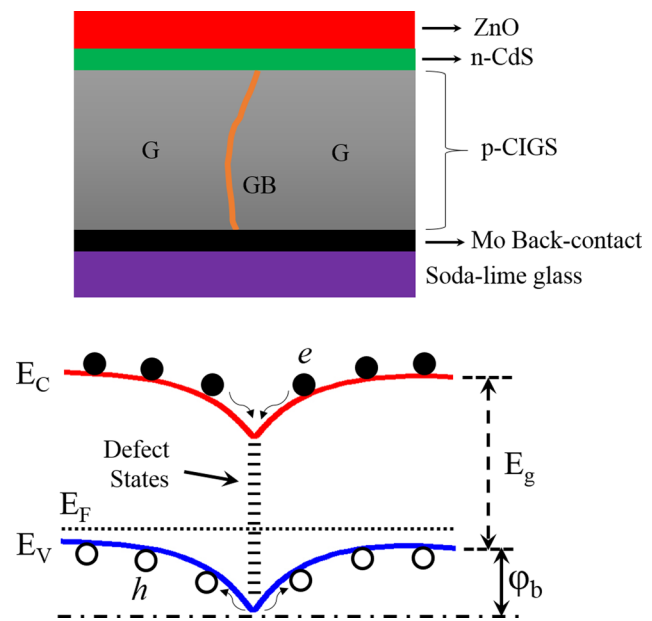 ZnO
n-CdS
G
G
GB
p-CIGS
Mo Back-contact
Soda-lime glass
e
E_C
Defect
States
E_g
E_F
E_V
h
φ_b